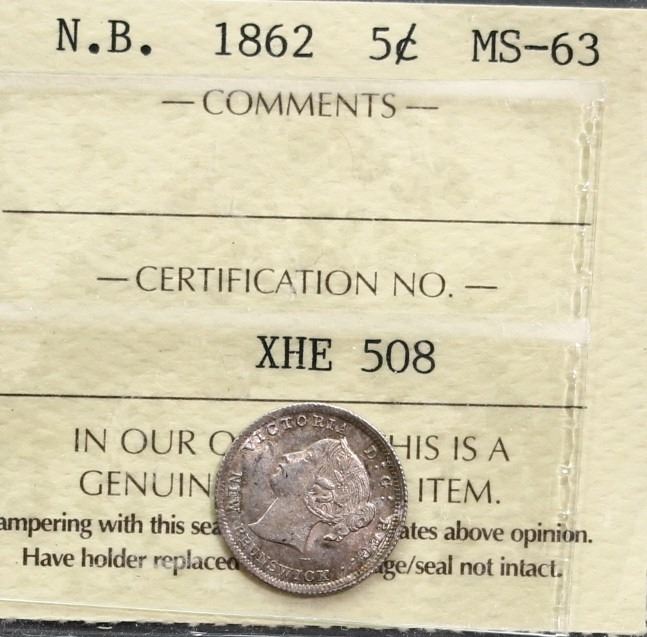 N.B. 1862 5¢ MS-63
— COMMENTS —
— CERTIFICATION NO. —
XHE 508
IN OUR O HIS IS A
GENUIN ITEM.
ampering with this sea ates above opinion.
Have holder replaced ge/seal not intact.
VICTORIA D:G:REG:
NEW BRUNSWICK